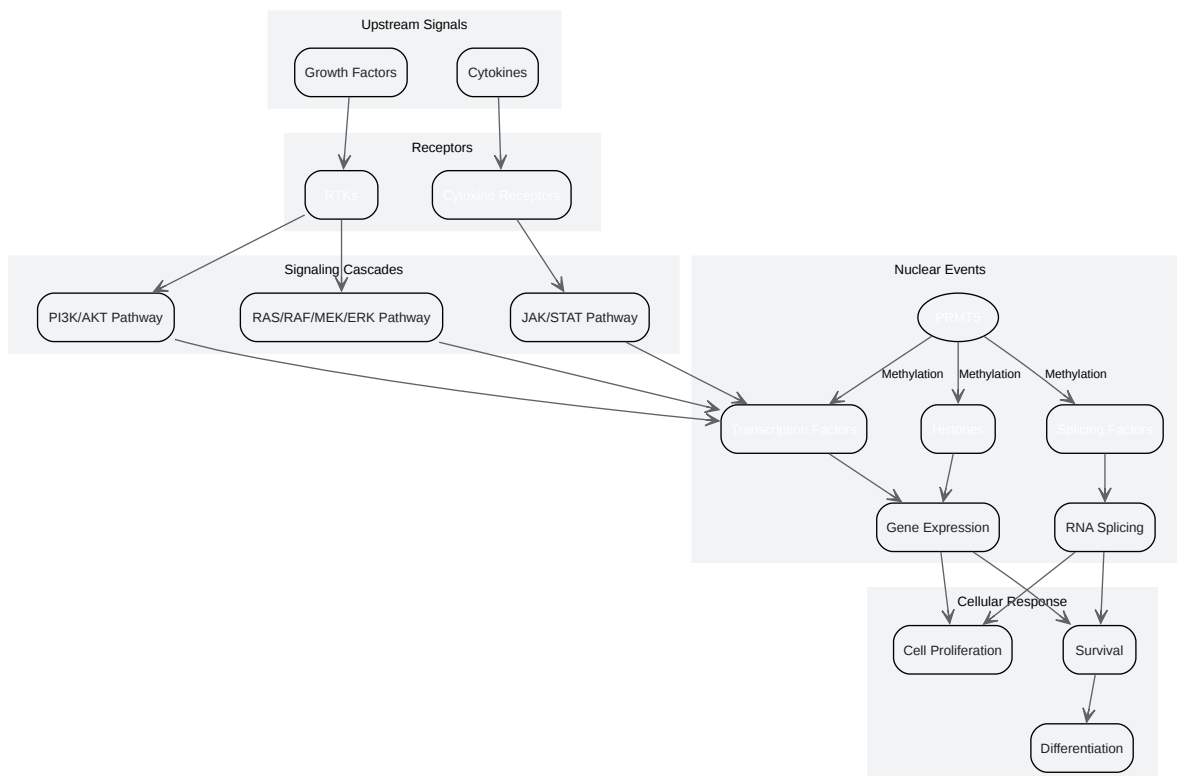 Upstream Signals
Growth Factors
Cytokines
Receptors
RTKs
Cytokine Receptors
Signaling Cascades
Nuclear Events
PI3K/AKT Pathway
RAS/RAF/MEK/ERK Pathway
JAK/STAT Pathway
PRMT5
Methylation
Methylation
Methylation
Transcription Factors
Histones
Splicing Factors
Gene Expression
RNA Splicing
Cellular Response
Cell Proliferation
Survival
Differentiation